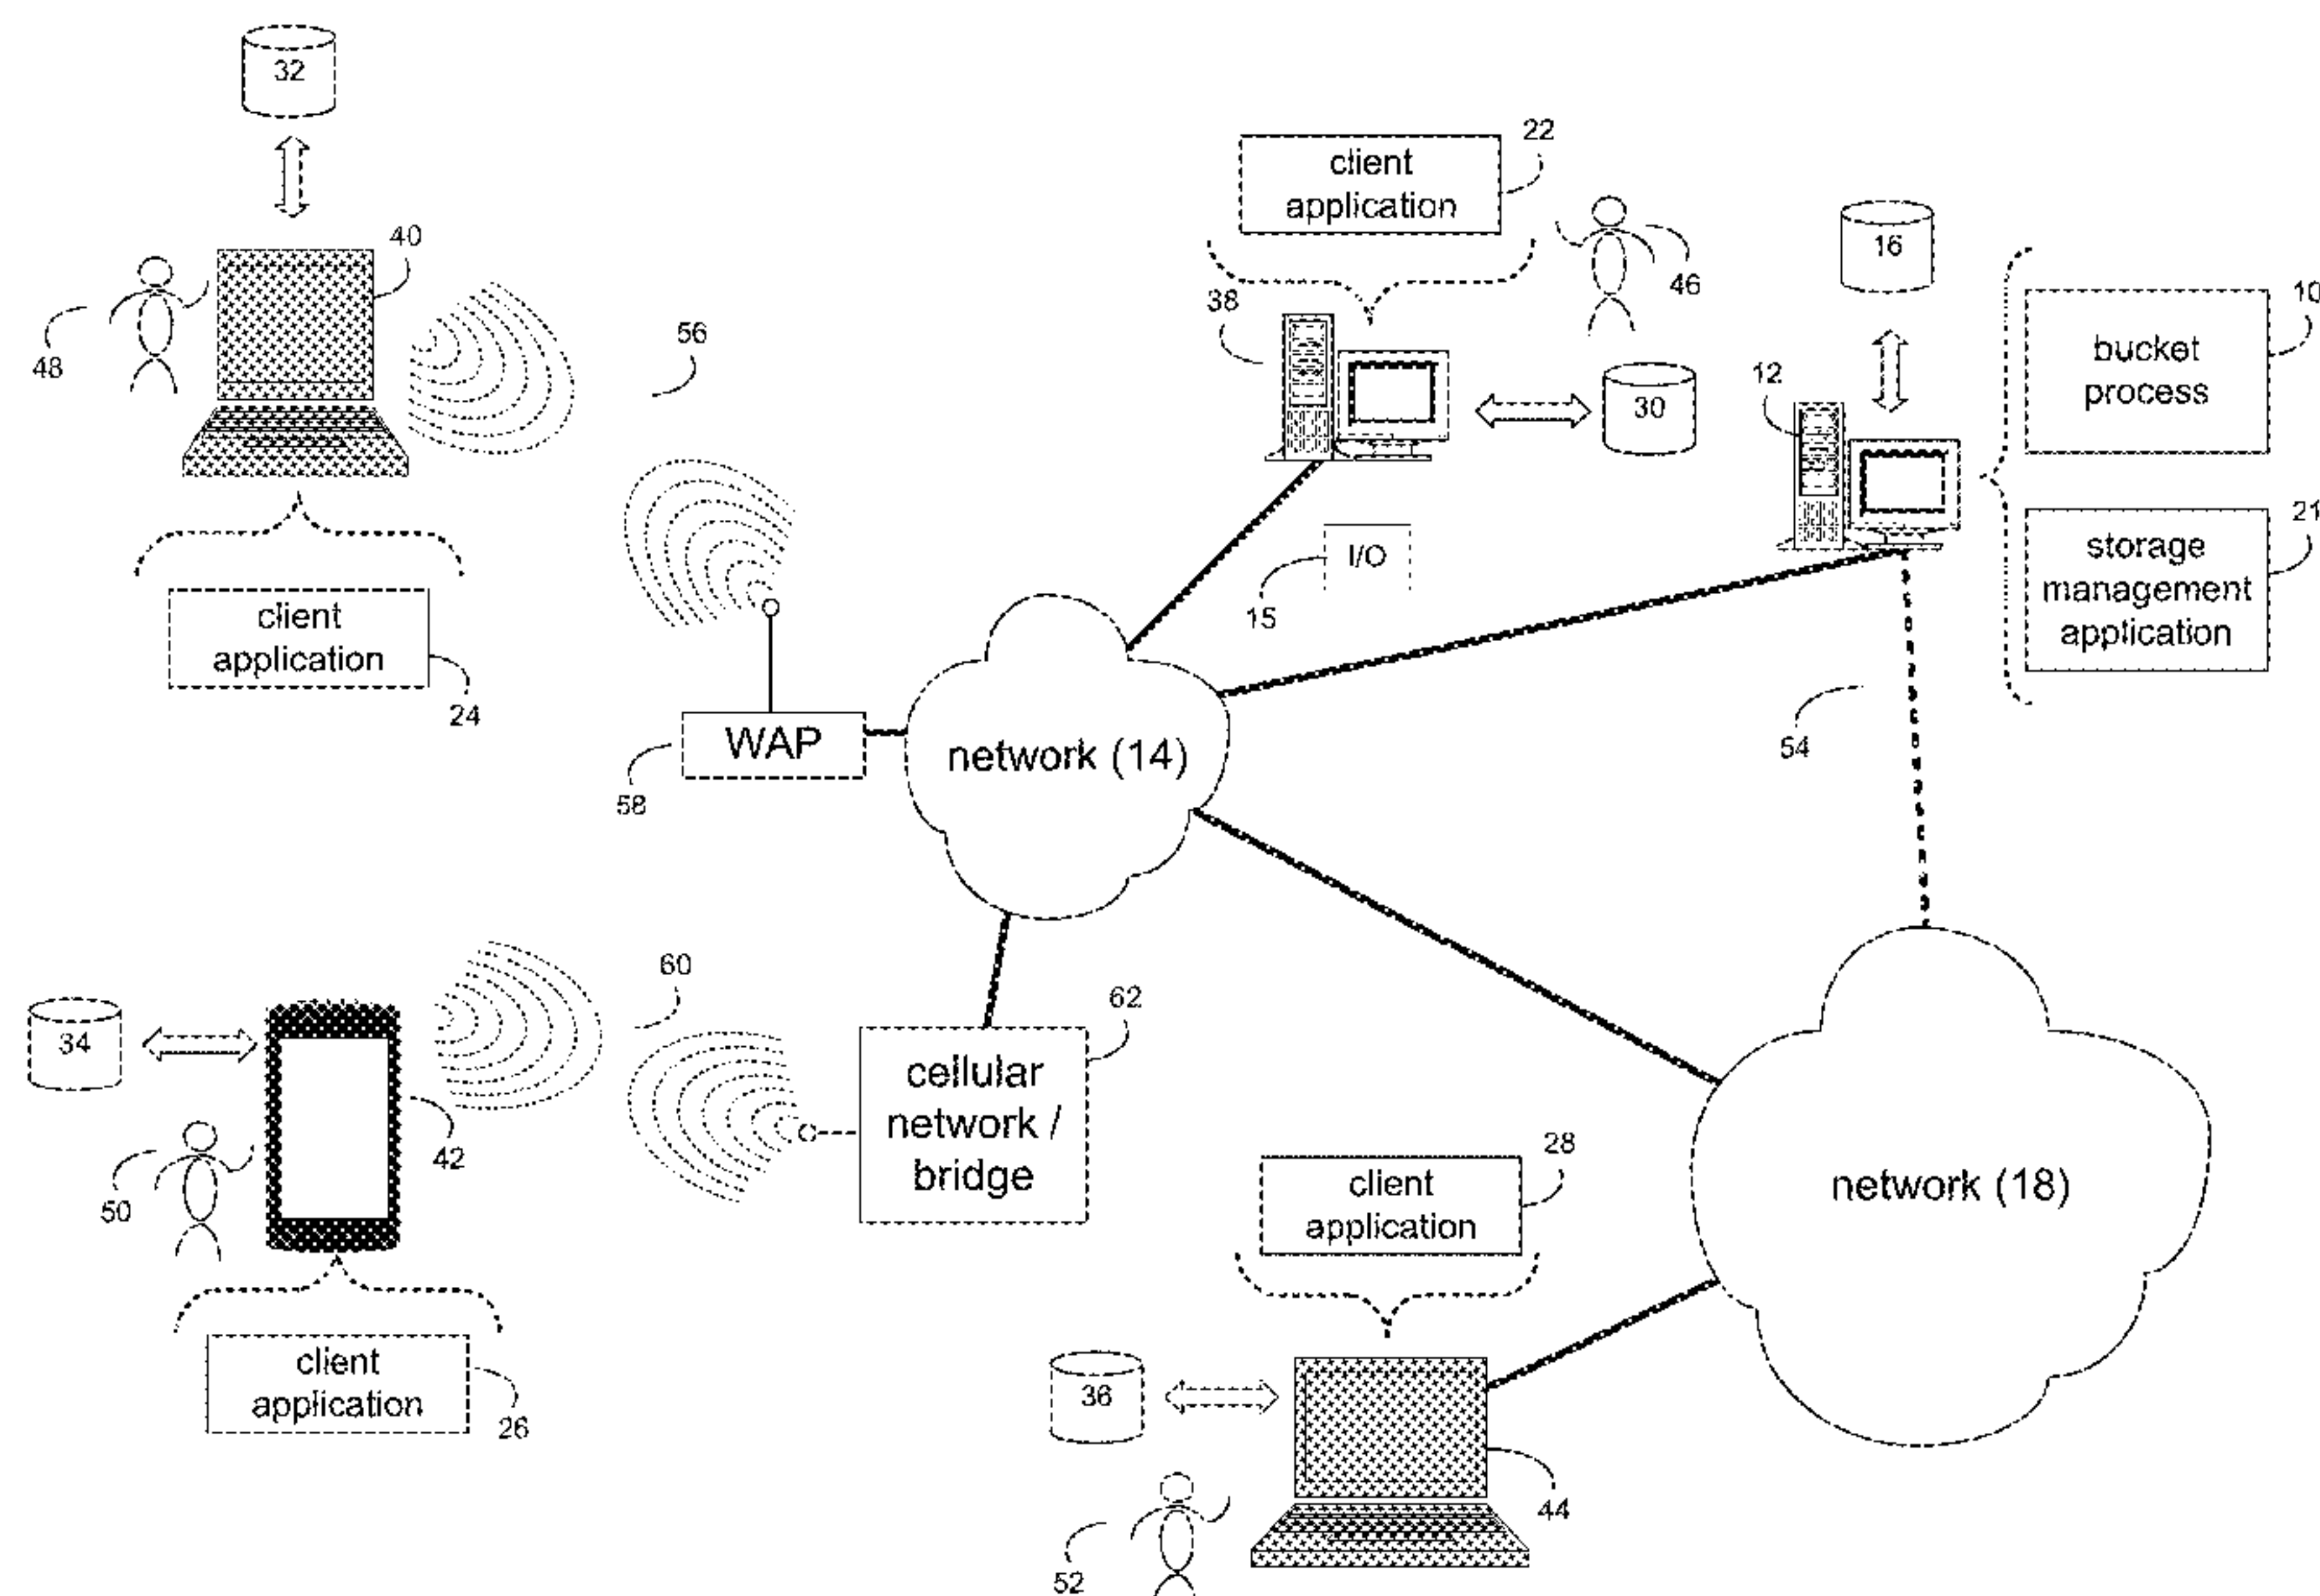 32
22
client
application
40
46
16
10
38
bucket
process
48
56
30
12
21
I/O
storage
management
application
15
client
application
24
WAP
58
network (14)
54
34
60
62
42
cellular
network /
bridge
50
28
client
application
network (18)
client
application
26
36
44
52